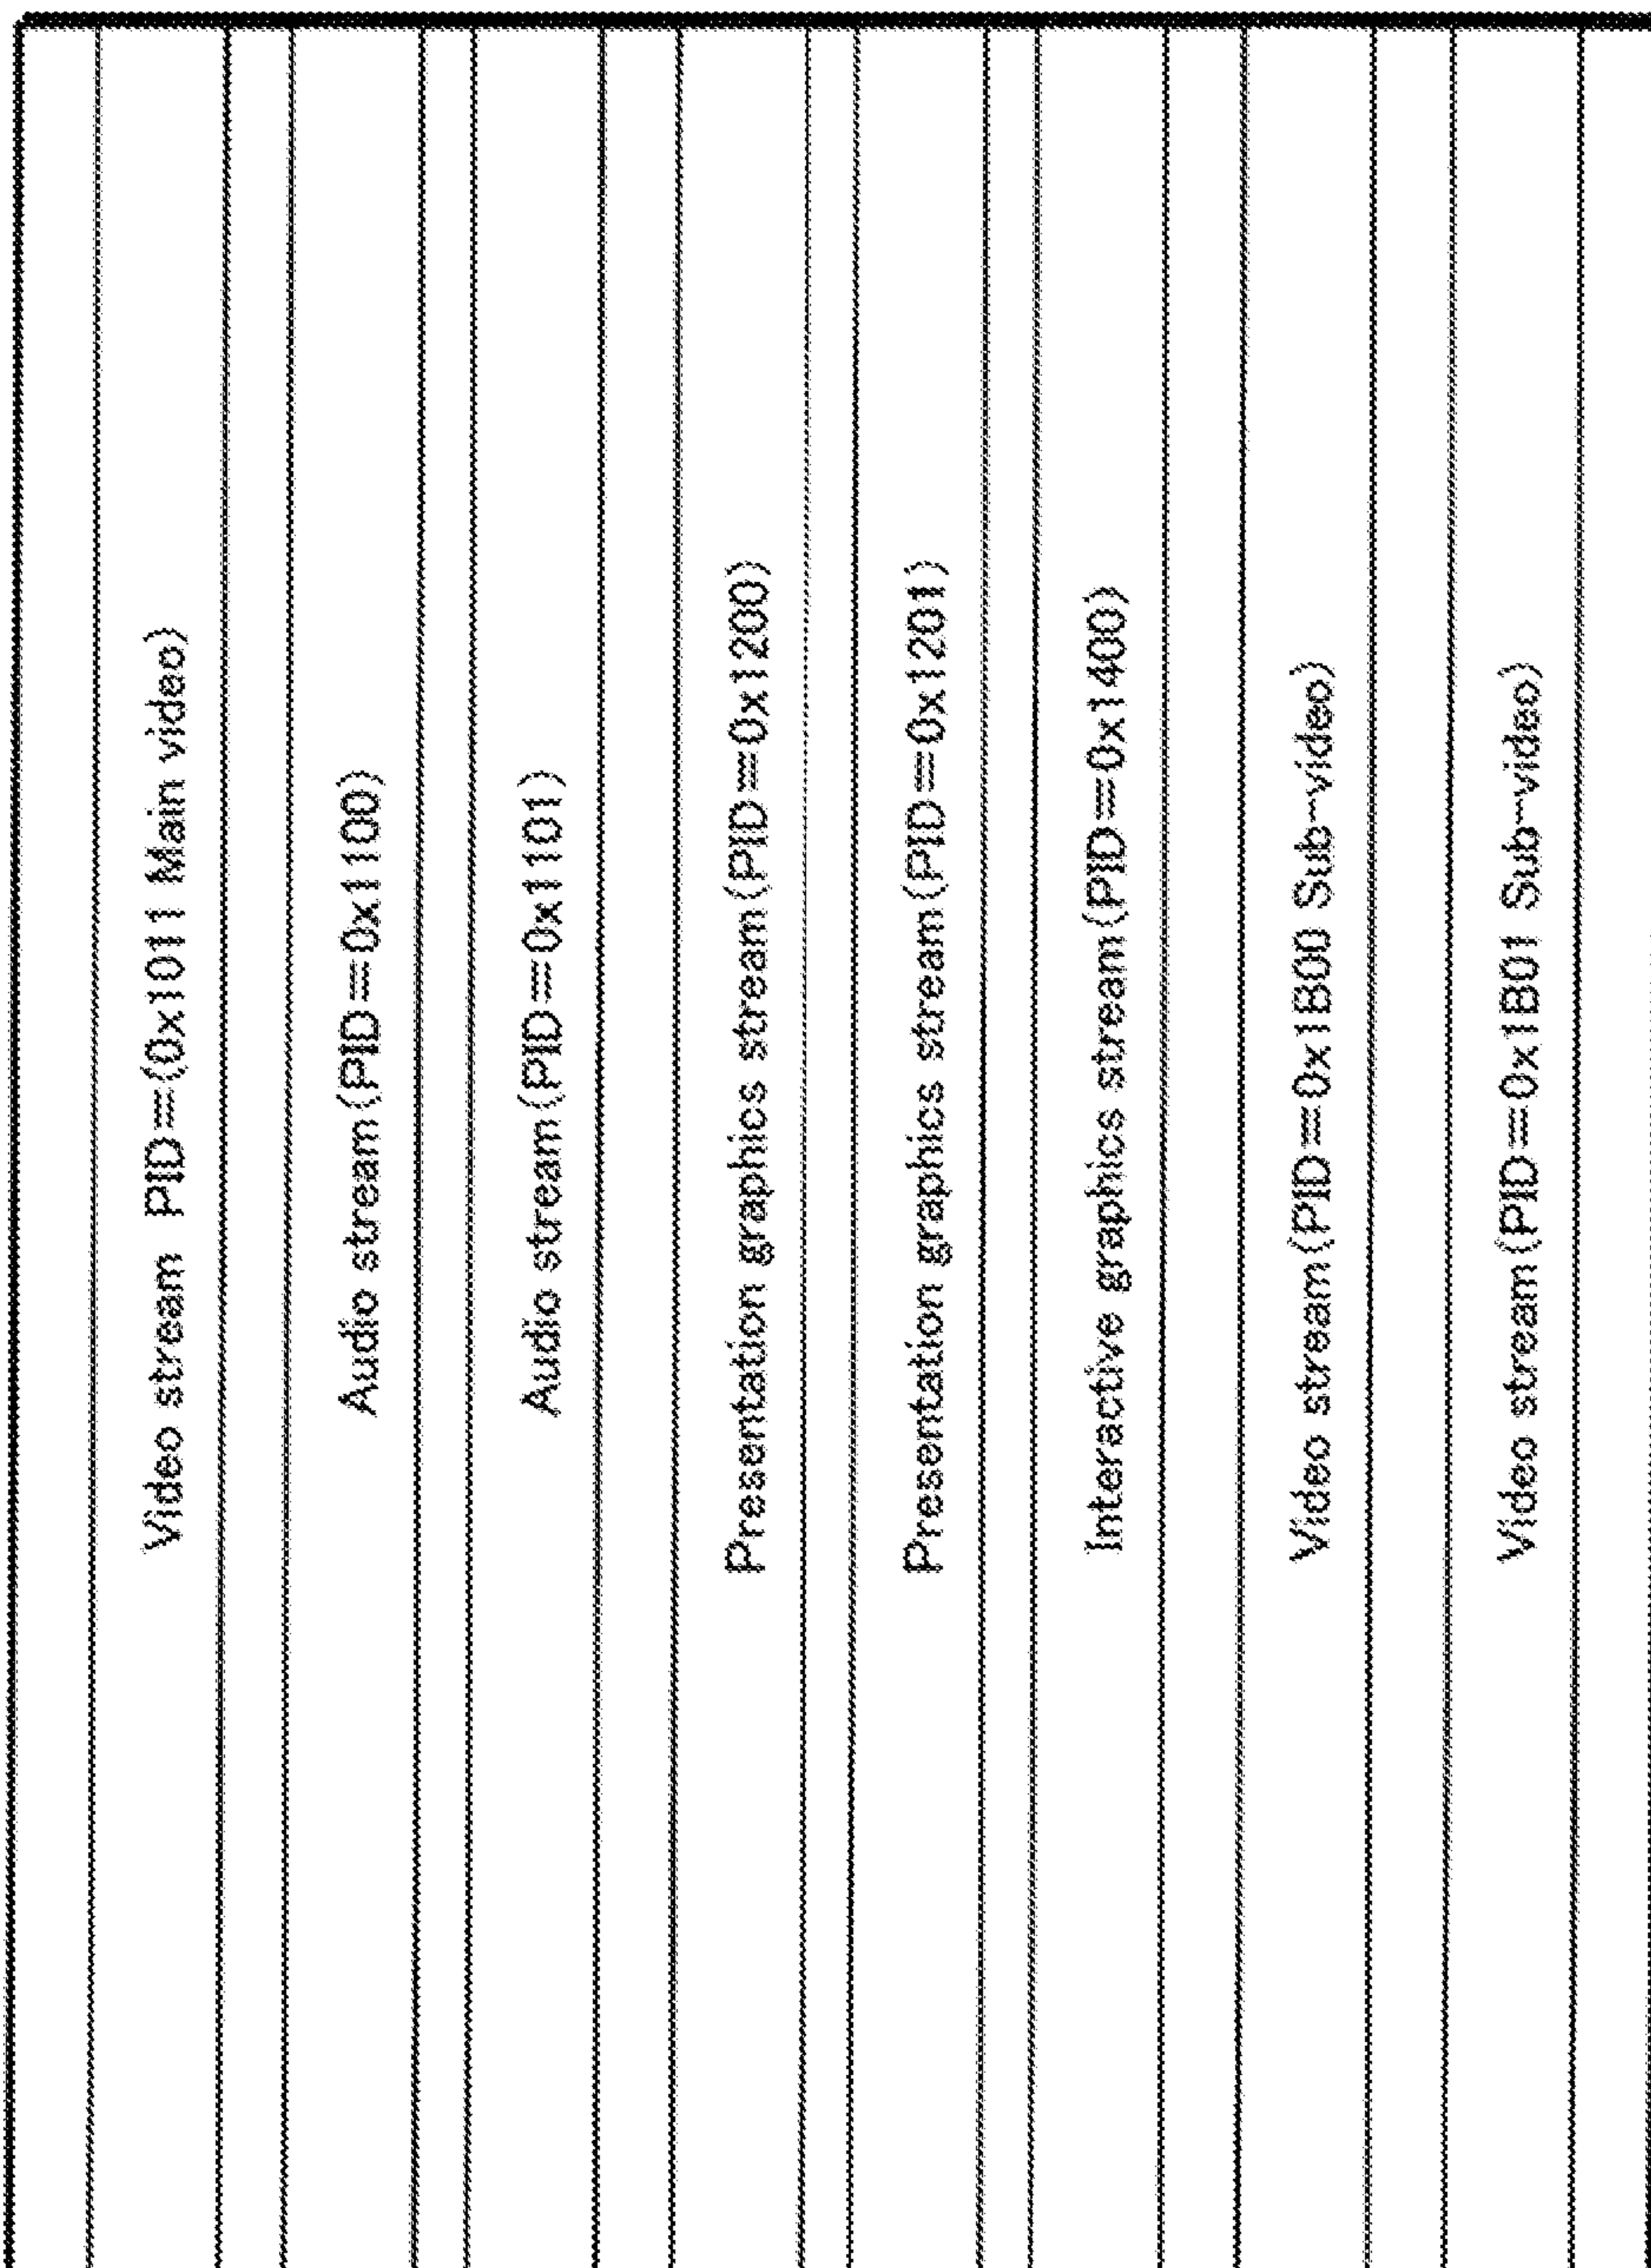 Video stream PID=(0x1011 Main video)
Audio stream(PID=0x1100)
Audio stream(PID=0x1101)
Presentation graphics stream(PID=0x1200)
Presentation graphics stream(PID=0x1201)
Interactive graphics stream(PID=0x1400)
Video stream(PID=0x1B00 Sub-video)
Video stream(PID=0x1B01 Sub-video)